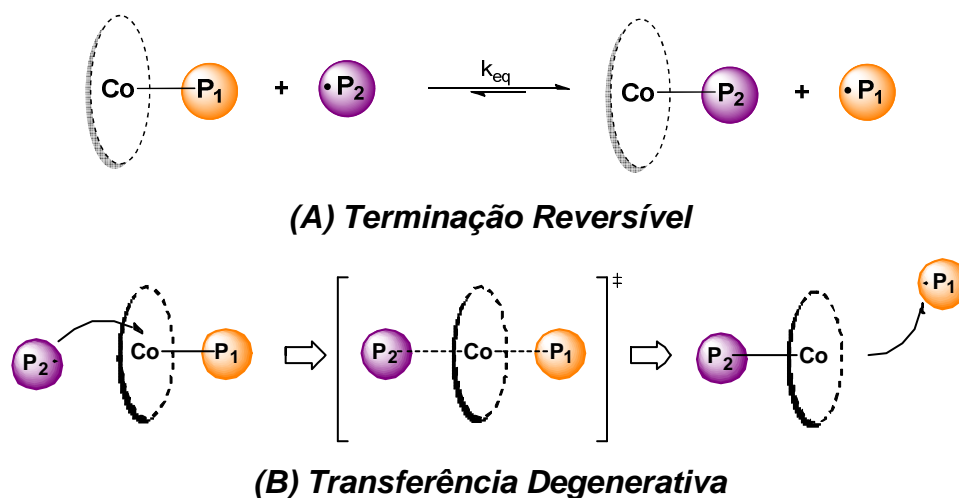 Co P₁ + •P₂ k_eq Co P₂ + •P₁
(A) Terminação Reversível
P₂· Co P₁ P₂ Co P₁ ‡ P₂ Co ·P₁
(B) Transferência Degenerativa